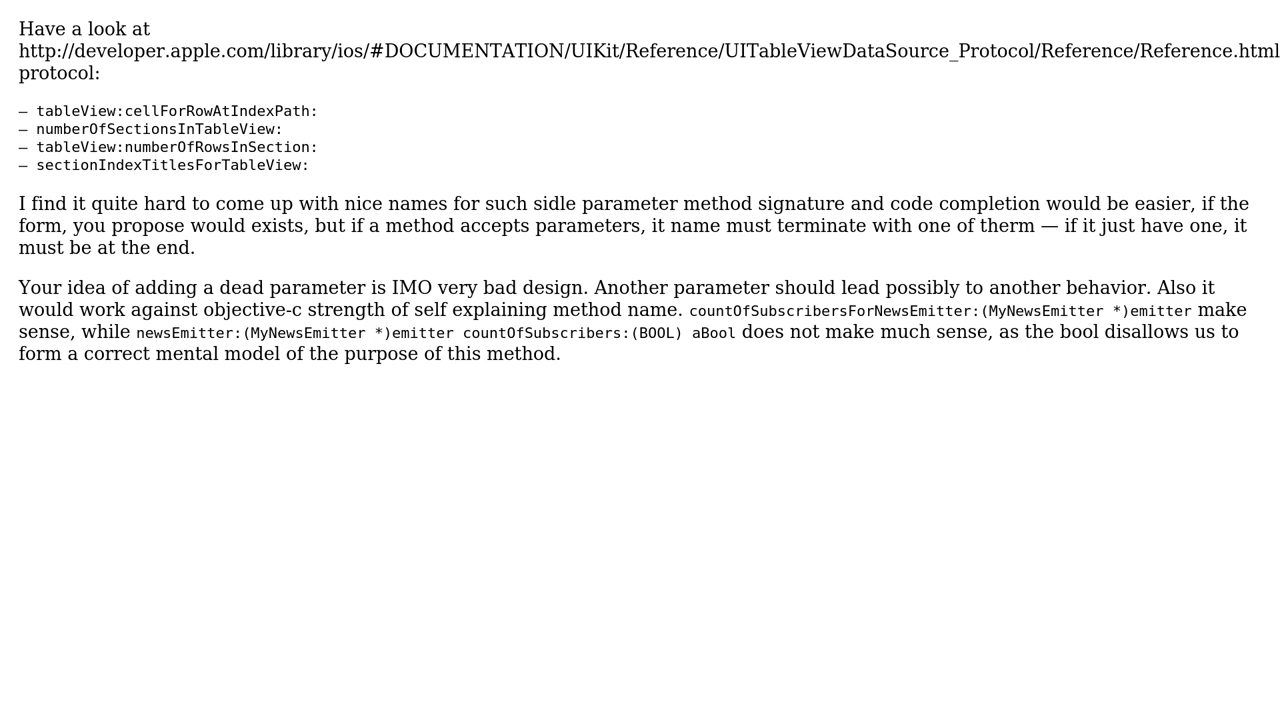 Have a look at
http://developer.apple.com/library/ios/#DOCUMENTATION/UIKit/Reference/UITableViewDataSource_Protocol/Reference/Reference.html
protocol:
– tableView:cellForRowAtIndexPath:
– numberOfSectionsInTableView:
– tableView:numberOfRowsInSection:
– sectionIndexTitlesForTableView:
I find it quite hard to come up with nice names for such sidle parameter method signature and code completion would be easier, if the
form, you propose would exists, but if a method accepts parameters, it name must terminate with one of therm — if it just have one, it
must be at the end.
Your idea of adding a dead parameter is IMO very bad design. Another parameter should lead possibly to another behavior. Also it
would work against objective-c strength of self explaining method name. countOfSubscribersForNewsEmitter:(MyNewsEmitter *)emitter make
sense, while newsEmitter:(MyNewsEmitter *)emitter countOfSubscribers:(BOOL) aBool does not make much sense, as the bool disallows us to
form a correct mental model of the purpose of this method.